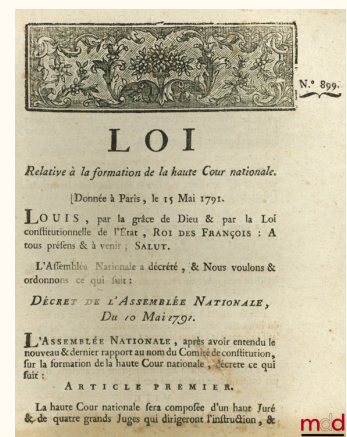 N.º 899.
LOI
Relative à la formation de la haute Cour nationale.
Donnée à Paris, le 15 Mai 1791.
LOUIS, par la grâce de Dieu & par la Loi
constitutionnelle de l'État, ROI DES FRANÇOIS : A
tous présens & à venir ; SALUT.
L'Assemblée Nationale a décrété, & Nous voulons &
ordonnons ce qui suit :
DÉCRET DE L'ASSEMBLÉE NATIONALE,
Du 10 Mai 1791.
L'ASSEMBLÉE NATIONALE, après avoir entendu le
nouveau & dernier rapport au nom du Comité de constitution,
sur la formation de la haute Cour nationale, décrete ce qui
suit :
ARTICLE PREMIER.
La haute Cour nationale sera composée d'un haut Juré
& de quatre grands Juges qui dirigeront l'instruction, &
mdd